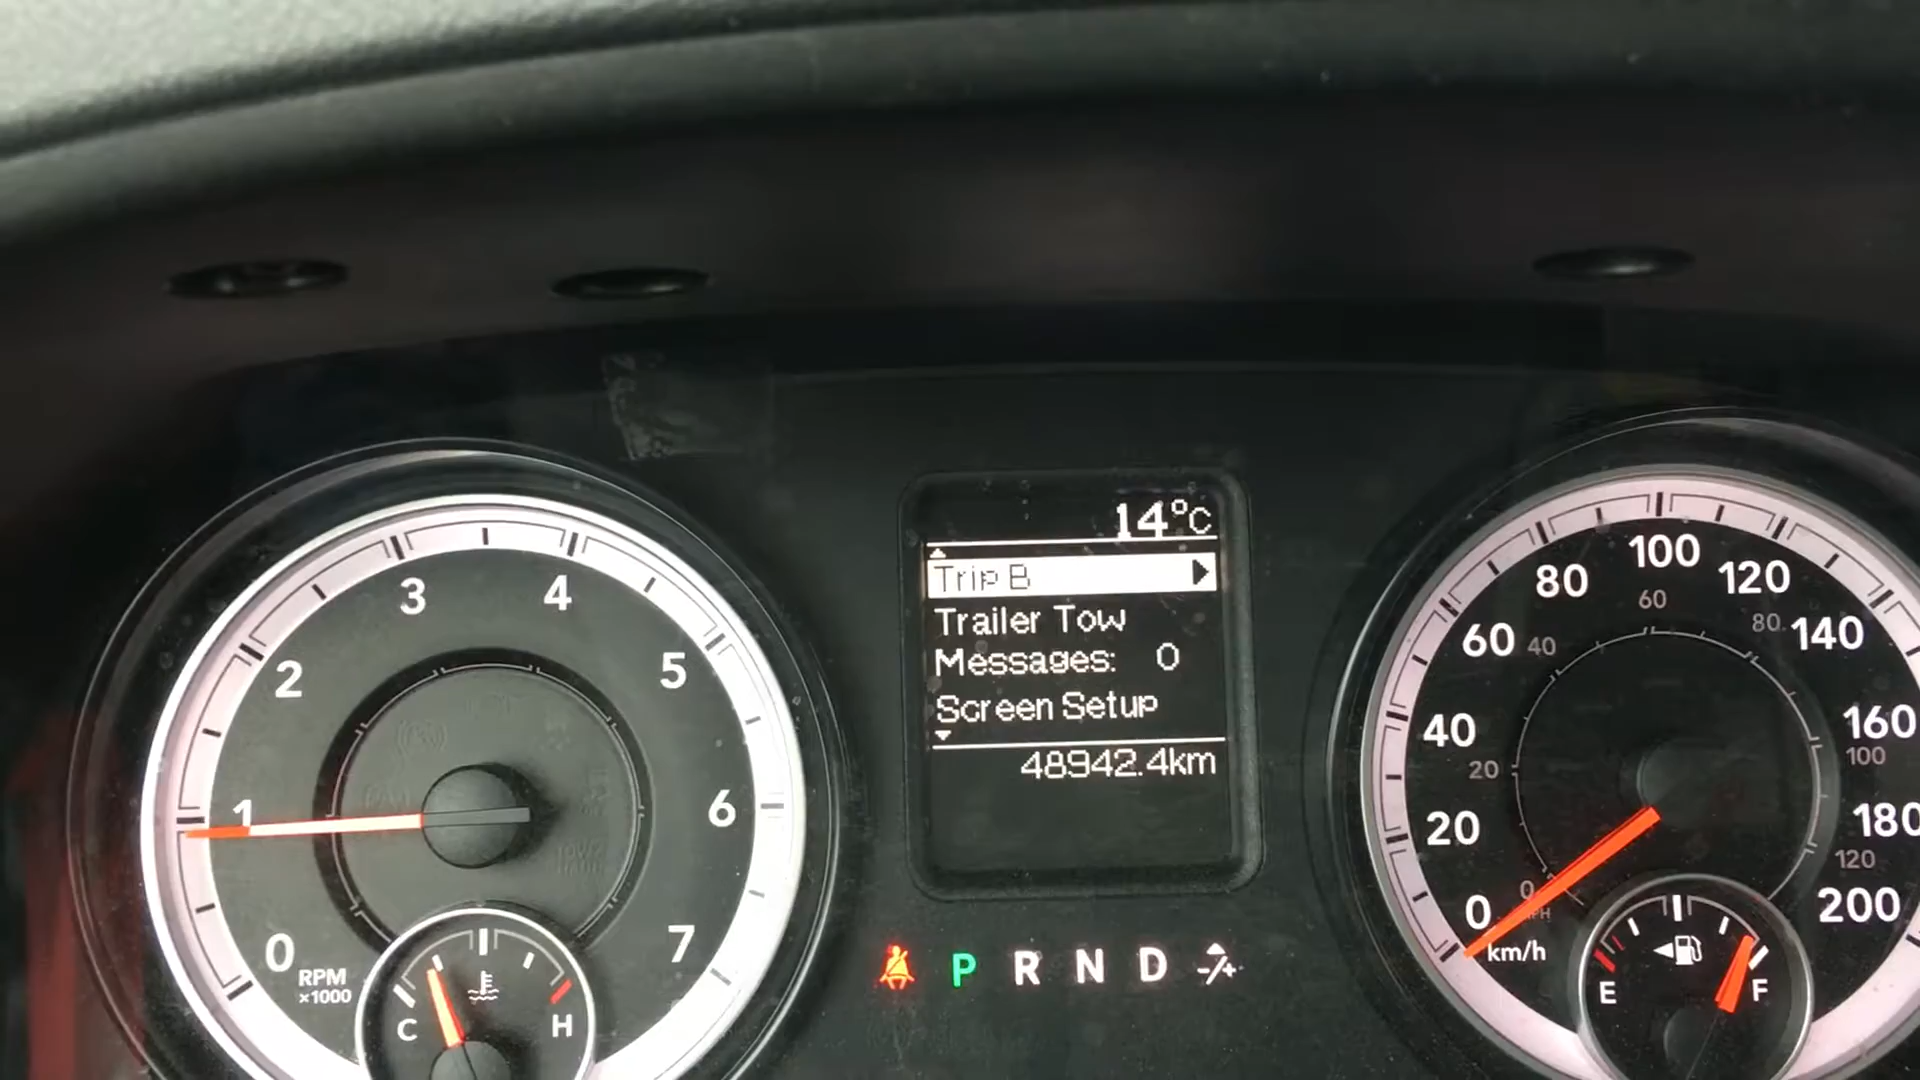 14°C
Trip B
Trailer Tow
Messages: 0
Screen Setup
48942.4km
0 1 2 3 4 5 6 7
RPM
x1000
C H
P R N D -/+
0 20 40 60 80 100 120 140 160 180 200
km/h
0 20 40 60 80 100 120
MPH
E F